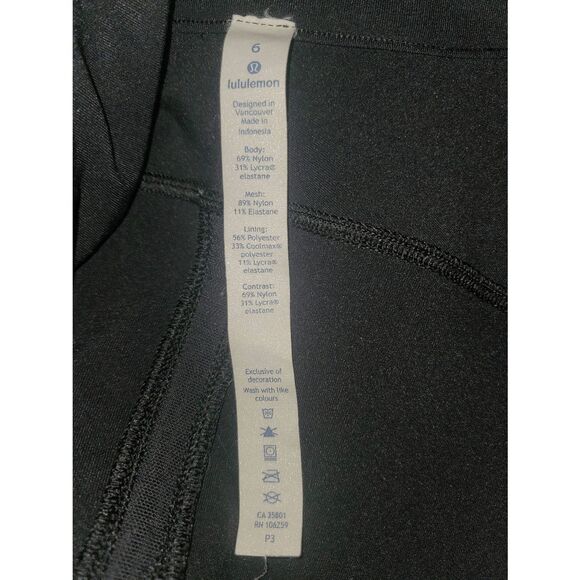 6
lululemon
Designed in
Vancouver
Made in
Indonesia
Body:
69% Nylon
31% Lycra®
elastane
Mesh:
89% Nylon
11% Elastane
Lining:
56% Polyester
33% Coolmax®
polyester
11% Lycra®
elastane
Contrast:
69% Nylon
31% Lycra®
elastane
Exclusive of
decoration
Wash with like
colours
CA 35801
RN 106259
P3